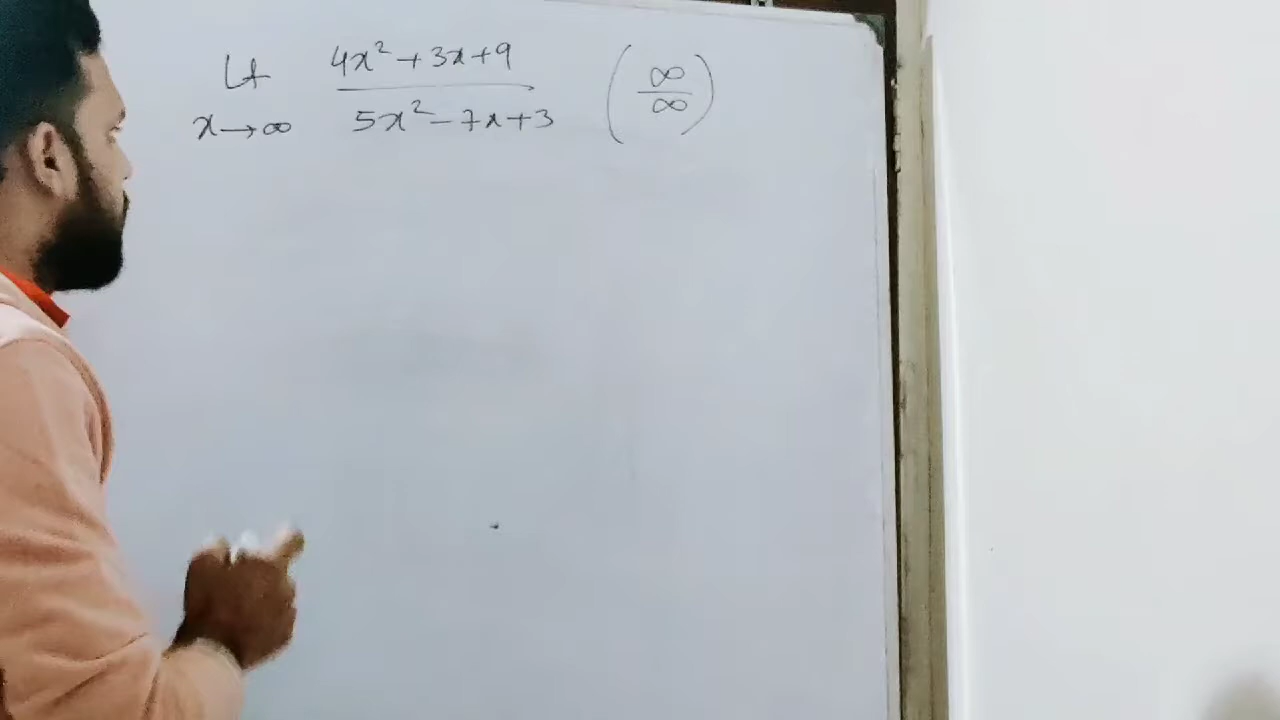 Lt 4x² + 3x + 9 / 5x² - 7x + 3 (∞/∞)
x→∞